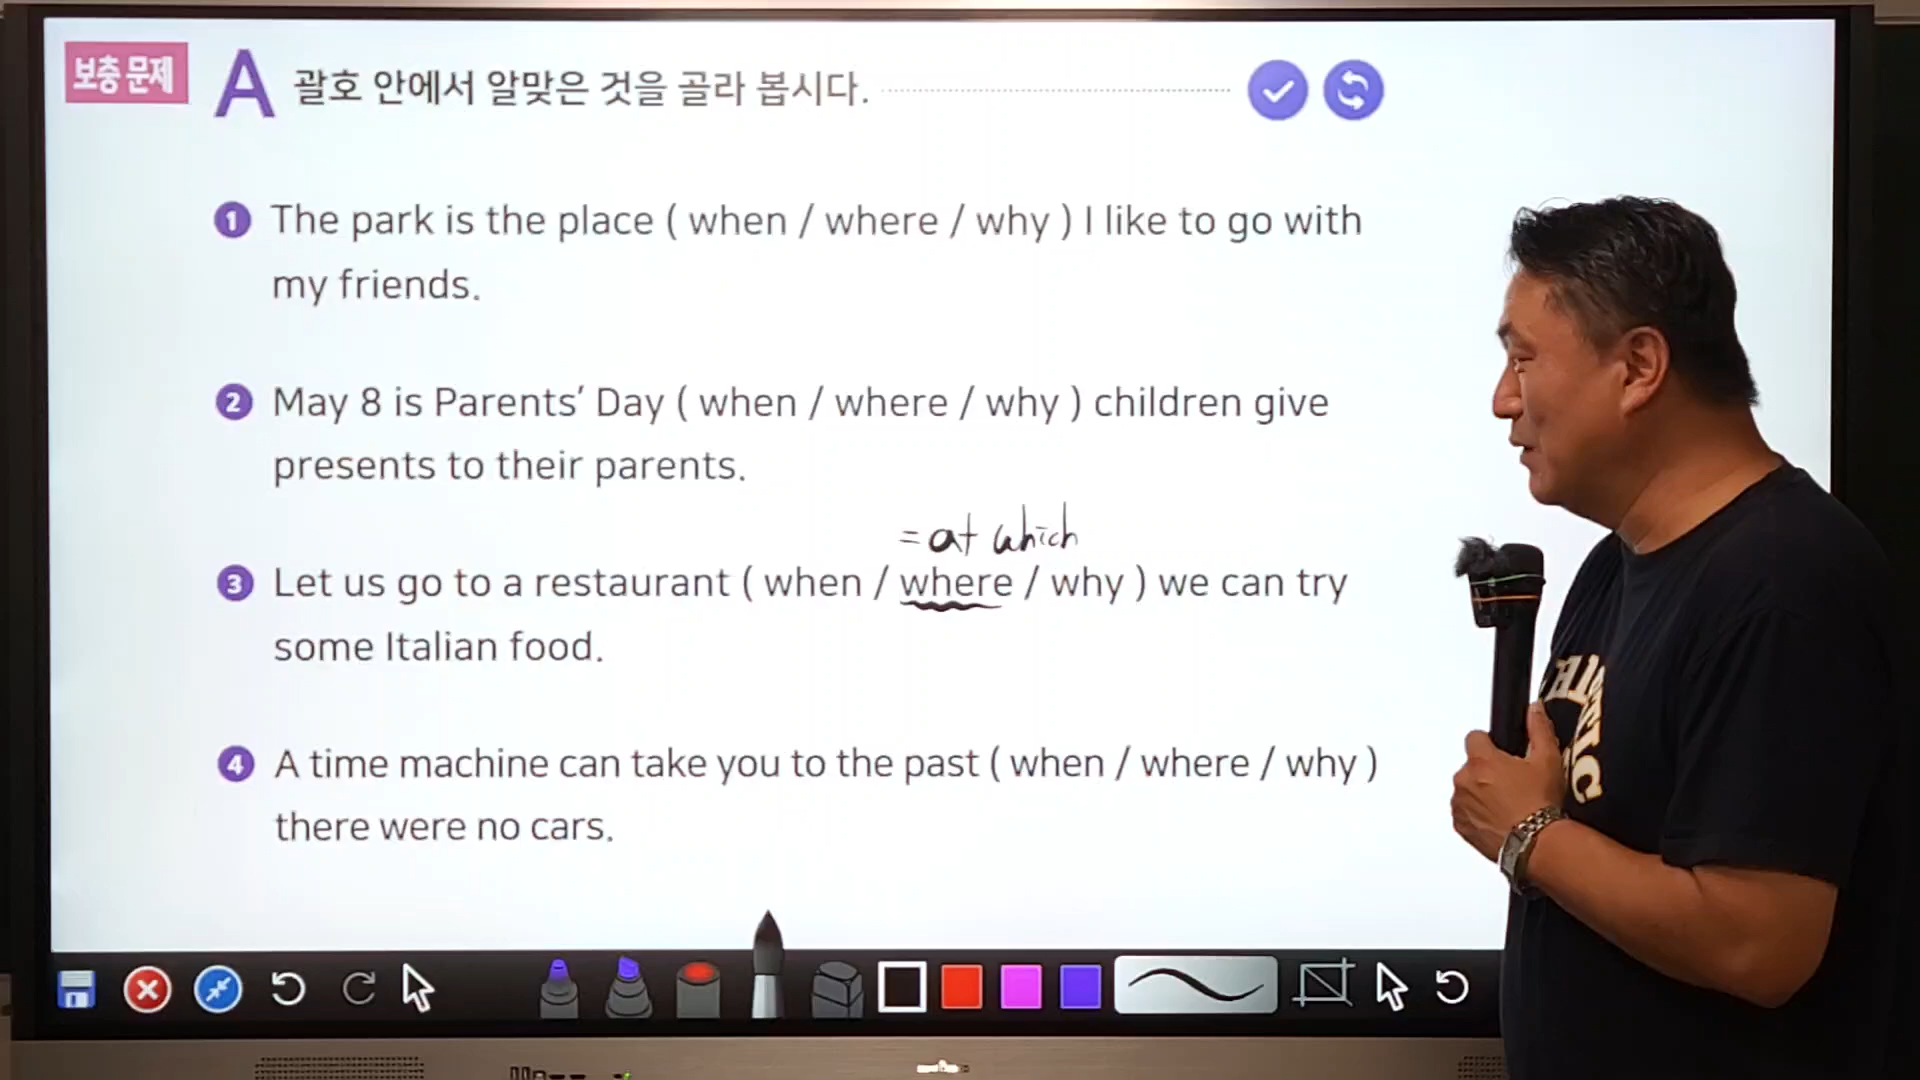 보충 문제 A 괄호 안에서 알맞은 것을 골라 봅시다.
1 The park is the place ( when / where / why ) I like to go with
my friends.
2 May 8 is Parents’ Day ( when / where / why ) children give
presents to their parents.
= at which
3 Let us go to a restaurant ( when / where / why ) we can try
some Italian food.
4 A time machine can take you to the past ( when / where / why )
there were no cars.